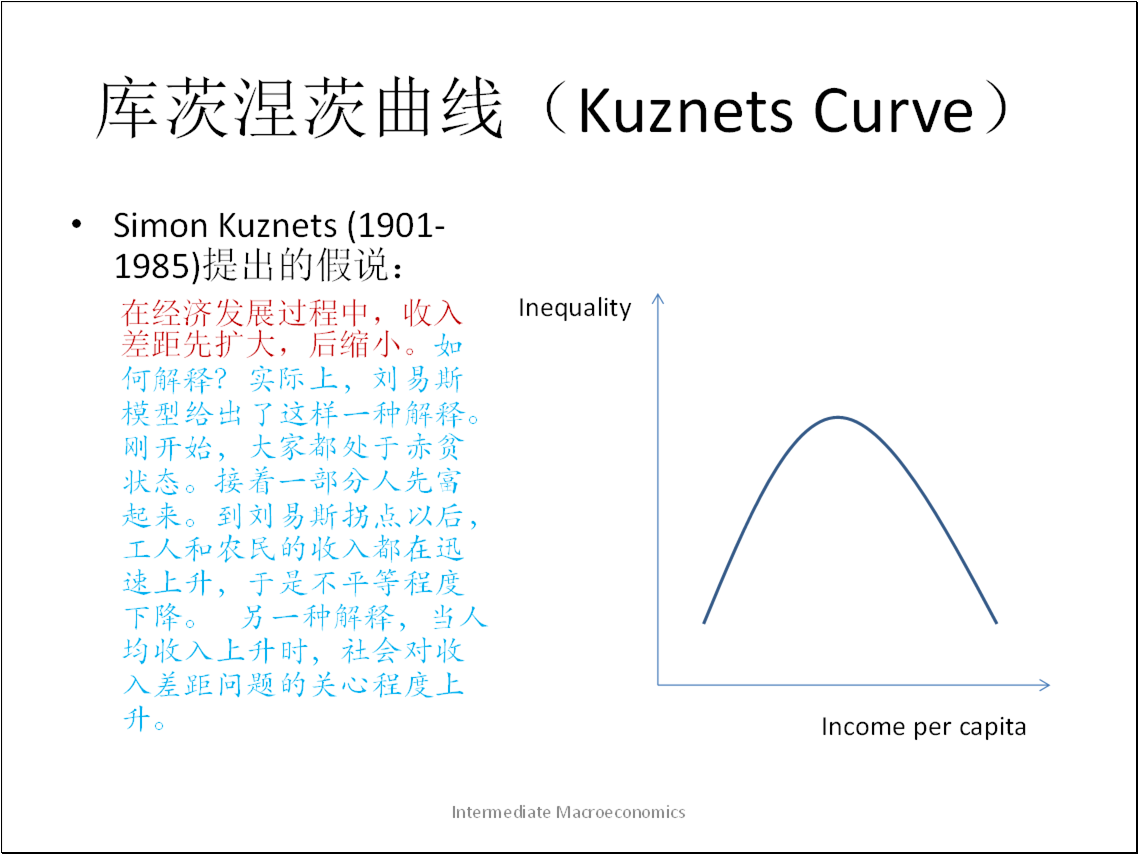 库茨涅茨曲线（Kuznets Curve）
• Simon Kuznets (1901-
1985)提出的假说：
在经济发展过程中，收入
差距先扩大，后缩小。如
何解释？实际上，刘易斯
模型给出了这样一种解释。
刚开始，大家都处于赤贫
状态。接着一部分人先富
起来。到刘易斯拐点以后，
工人和农民的收入都在迅
速上升，于是不平等程度
下降。 另一种解释，当人
均收入上升时，社会对收
入差距问题的关心程度上
升。
Inequality
Income per capita
Intermediate Macroeconomics